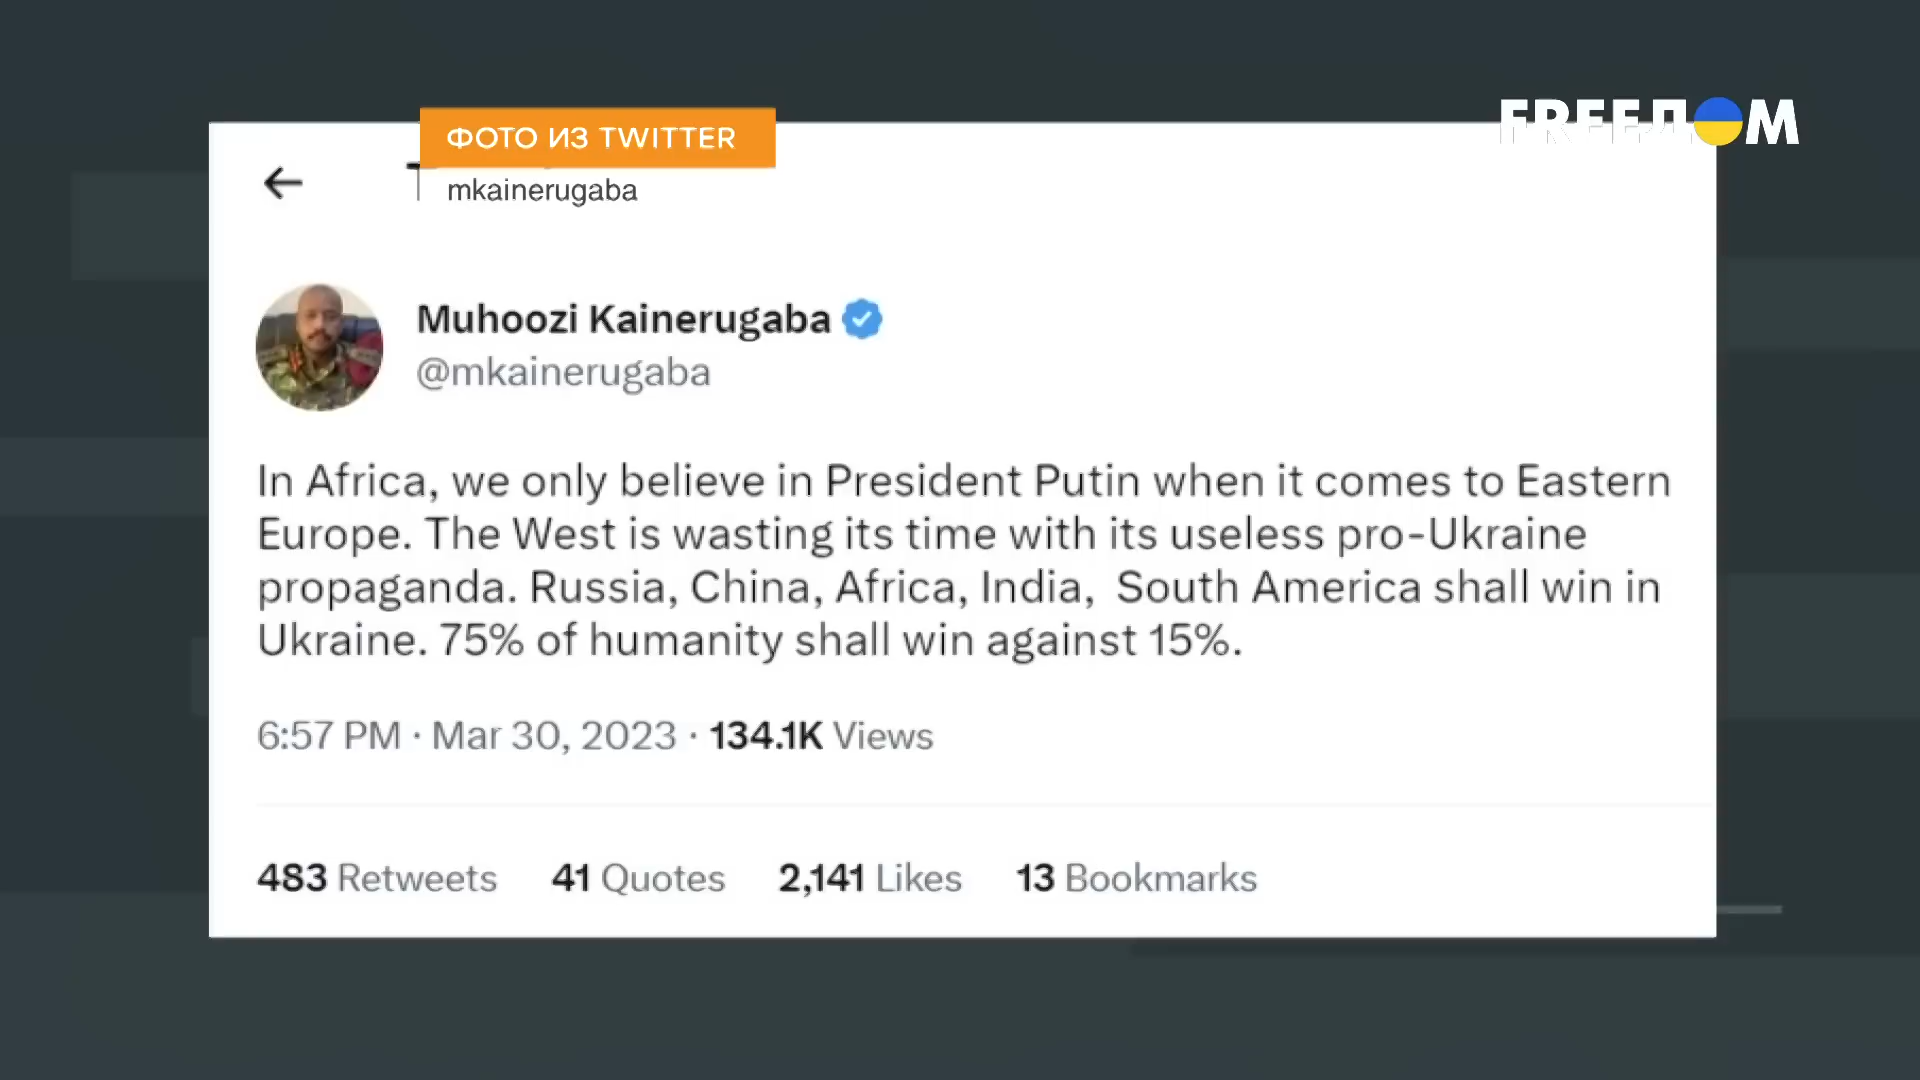 FREEДОМ
ФОТО ИЗ TWITTER
mkainerugaba
Muhoozi Kainerugaba
@mkainerugaba
In Africa, we only believe in President Putin when it comes to Eastern
Europe. The West is wasting its time with its useless pro-Ukraine
propaganda. Russia, China, Africa, India, South America shall win in
Ukraine. 75% of humanity shall win against 15%.
6:57 PM · Mar 30, 2023 · 134.1K Views
483 Retweets 41 Quotes 2,141 Likes 13 Bookmarks